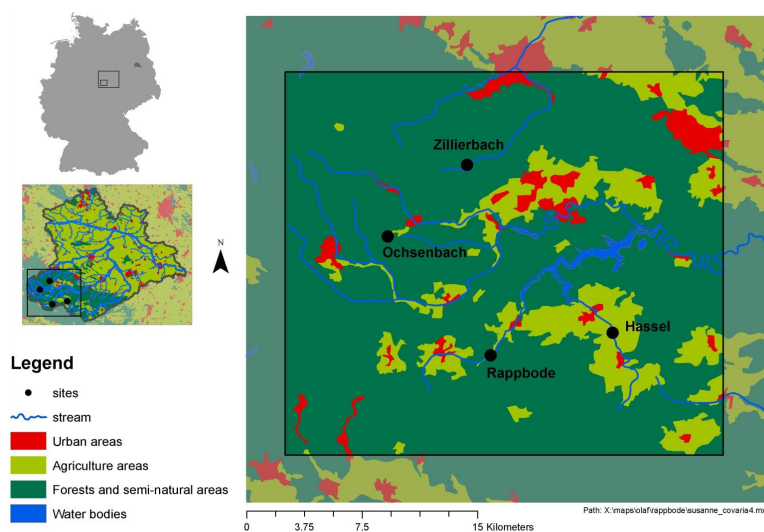 Zillierbach
Ochsenbach
Hassel
Rappbode
N
Legend
sites
stream
Urban areas
Agriculture areas
Forests and semi-natural areas
Water bodies
0 3.75 7.5 15 Kilometers
Path: X:\maps\olaf\rappbode\susanne_covaria4.mx